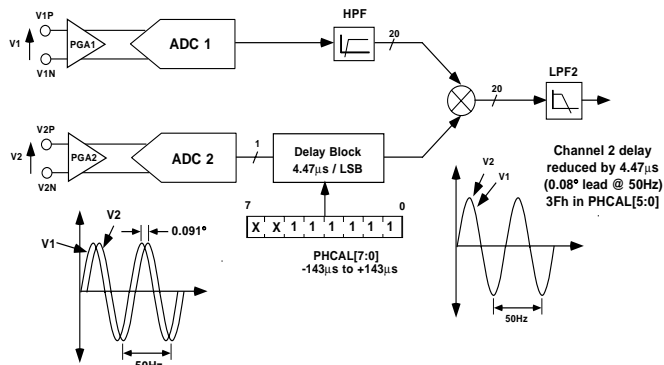 V1P
V1
V1N
PGA1
ADC 1
HPF
20
20
LPF2
V2P
V2
V2N
PGA2
ADC 2
1
Delay Block
4.47µs / LSB
7
0
X X 1 1 1 1 1 1
PHCAL[7:0]
-143µs to +143µs
V1
V2
0.091°
50Hz
Channel 2 delay
reduced by 4.47µs
(0.08° lead @ 50Hz)
3Fh in PHCAL[5:0]
V2
V1
50Hz